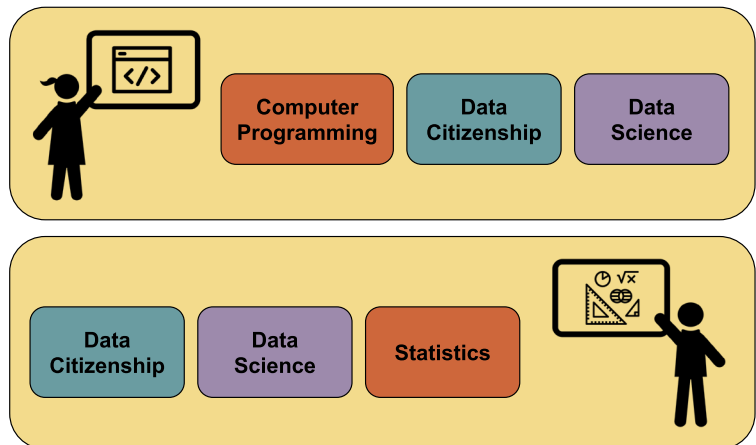 </>
Computer
Programming
Data
Citizenship
Data
Science
√x
Data
Citizenship
Data
Science
Statistics